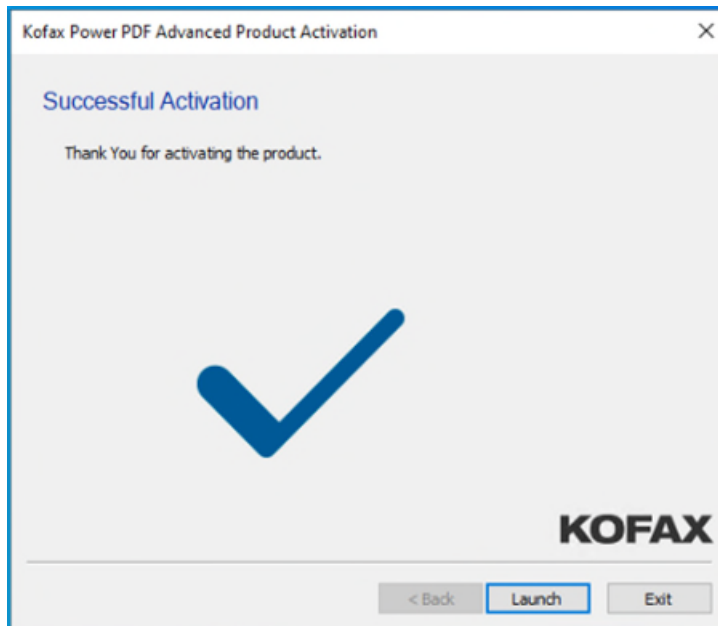 Kofax Power PDF Advanced Product Activation
Successful Activation
Thank You for activating the product.
KOFAX
< Back Launch Exit